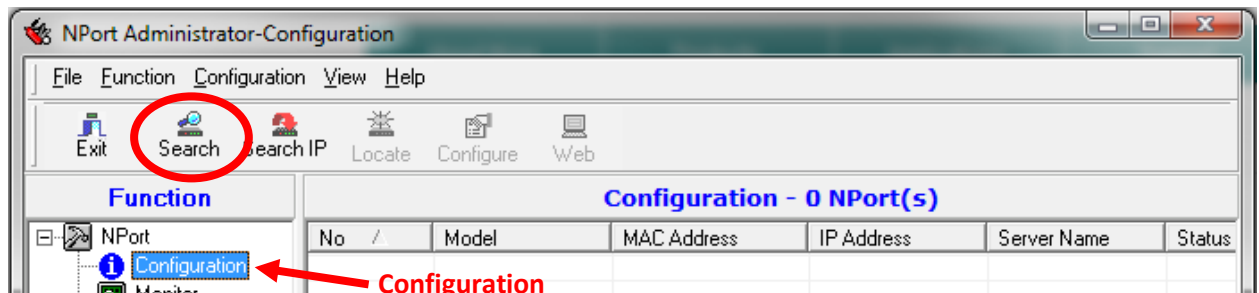 NPort Administrator-Configuration
File Function Configuration View Help
Exit Search Search IP Locate Configure Web
Function
Configuration - 0 NPort(s)
No Model MAC Address IP Address Server Name Status
NPort
Configuration
Configuration
Monitor